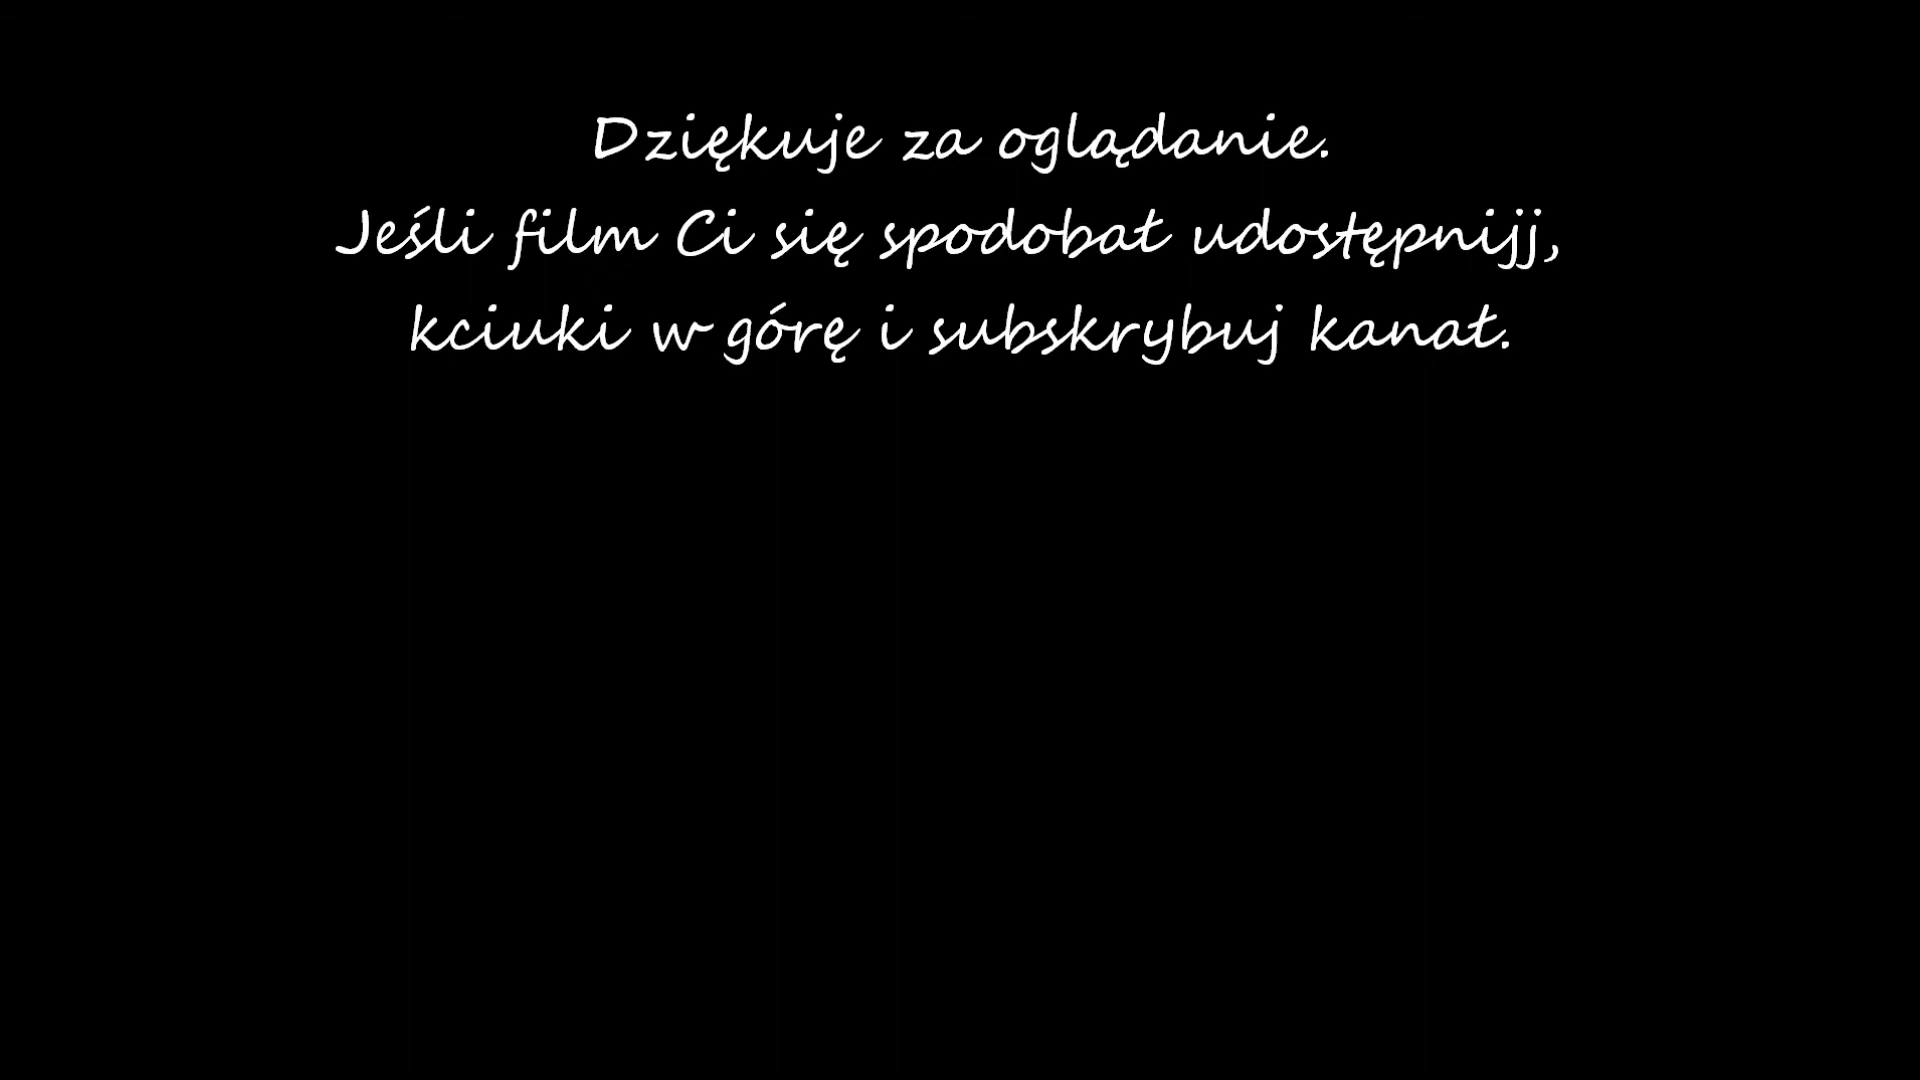 Dziękuje za oglądanie.
Jeśli film Ci się spodobał udostępnijj,
kciuki w górę i subskrybuj kanał.